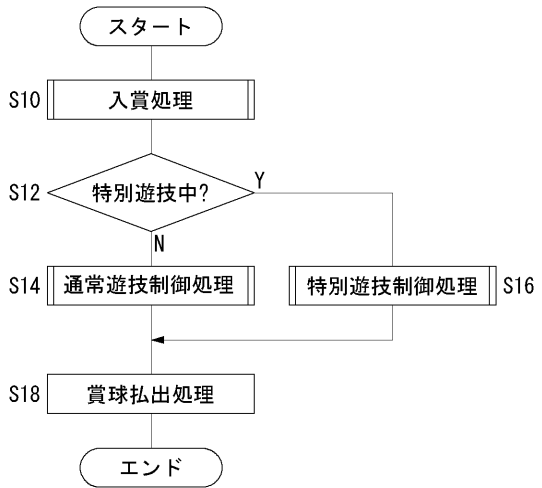 スタート
S10
入賞処理
S12
特別遊技中?
Y
N
S14
通常遊技制御処理
特別遊技制御処理
S16
S18
賞球払出処理
エンド